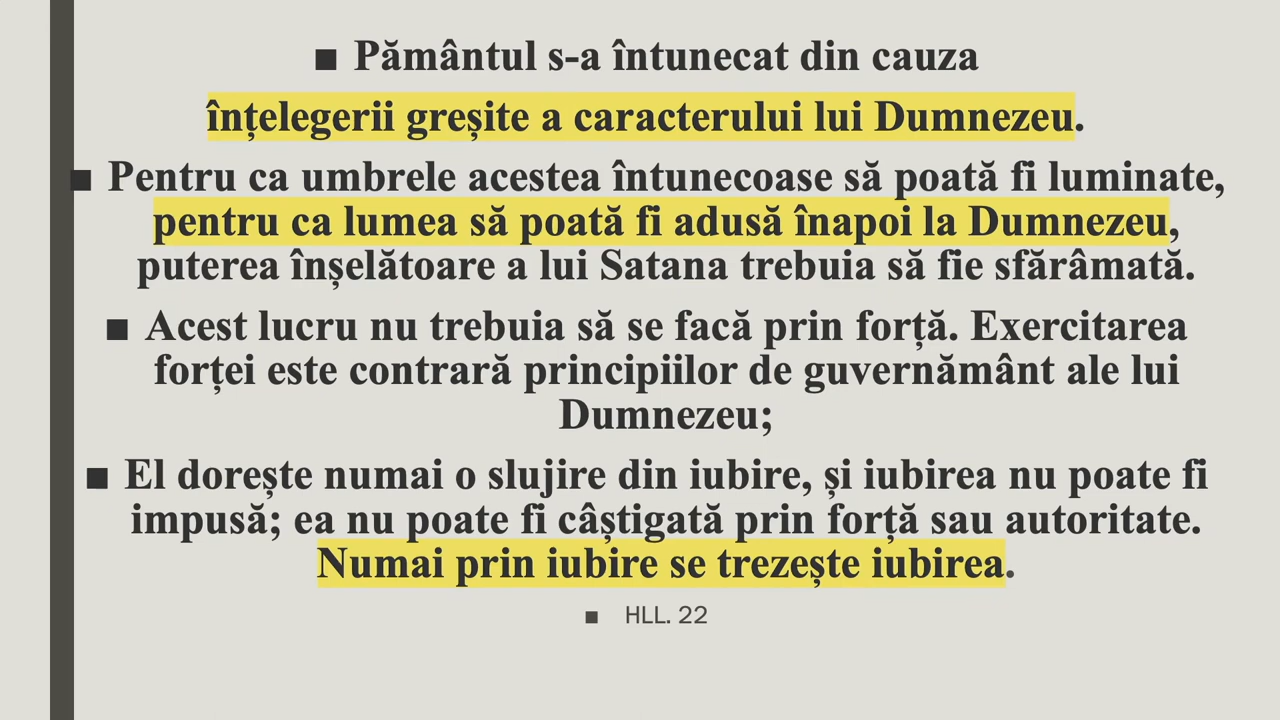 ■ Pământul s-a întunecat din cauza
înțelegerii greșite a caracterului lui Dumnezeu.
■ Pentru ca umbrele acestea întunecoase să poată fi luminate,
pentru ca lumea să poată fi adusă înapoi la Dumnezeu,
puterea înșelătoare a lui Satana trebuia să fie sfărâmată.
■ Acest lucru nu trebuia să se facă prin forță. Exercitarea
forței este contrară principiilor de guvernământ ale lui
Dumnezeu;
■ El dorește numai o slujire din iubire, și iubirea nu poate fi
impusă; ea nu poate fi câștigată prin forță sau autoritate.
Numai prin iubire se trezește iubirea.
■ HLL. 22